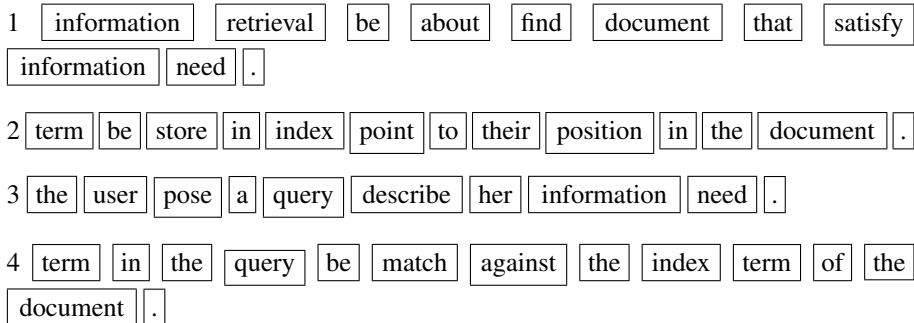 1 information retrieval be about find document that satisfy
information need .
2 term be store in index point to their position in the document .
3 the user pose a query describe her information need .
4 term in the query be match against the index term of the
document .